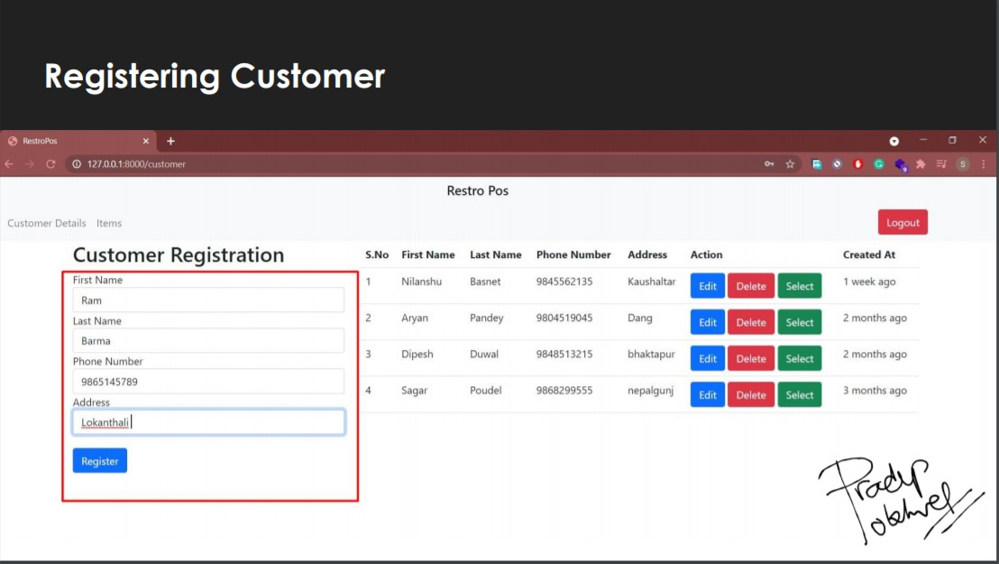 Registering Customer
RestroPos
127.0.0.1:8000/customer
9
S
Restro Pos
Customer Details Items
Logout
Customer Registration
First Name
Ram
Last Name
Barma
Phone Number
9865145789
Address
Lokanthali
Register
S.No First Name Last Name Phone Number Address Action Created At
1 Nilanshu Basnet 9845562135 Kaushaltar Edit Delete Select 1 week ago
2 Aryan Pandey 9804519045 Dang Edit Delete Select 2 months ago
3 Dipesh Duwal 9848513215 bhaktapur Edit Delete Select 2 months ago
4 Sagar Poudel 9868299555 nepalgunj Edit Delete Select 3 months ago
Pradip